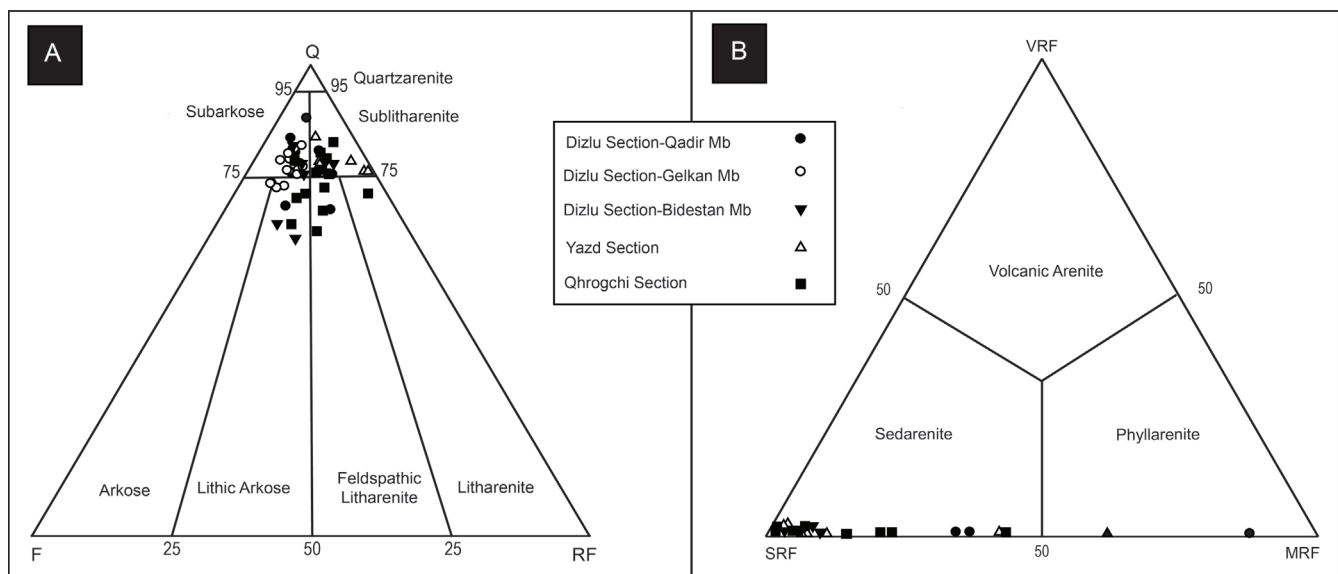 A
Q
95
95
Quartzarenite
Subarkose
Sublitharenite
75
75
Arkose
Lithic Arkose
Feldspathic
Litharenite
Litharenite
F
25
50
25
RF
Dizlu Section-Qadir Mb
Dizlu Section-Gelkan Mb
Dizlu Section-Bidestan Mb
Yazd Section
Qhrogchi Section
B
VRF
50
50
Volcanic Arenite
Sedarenite
Phyllarenite
SRF
50
MRF